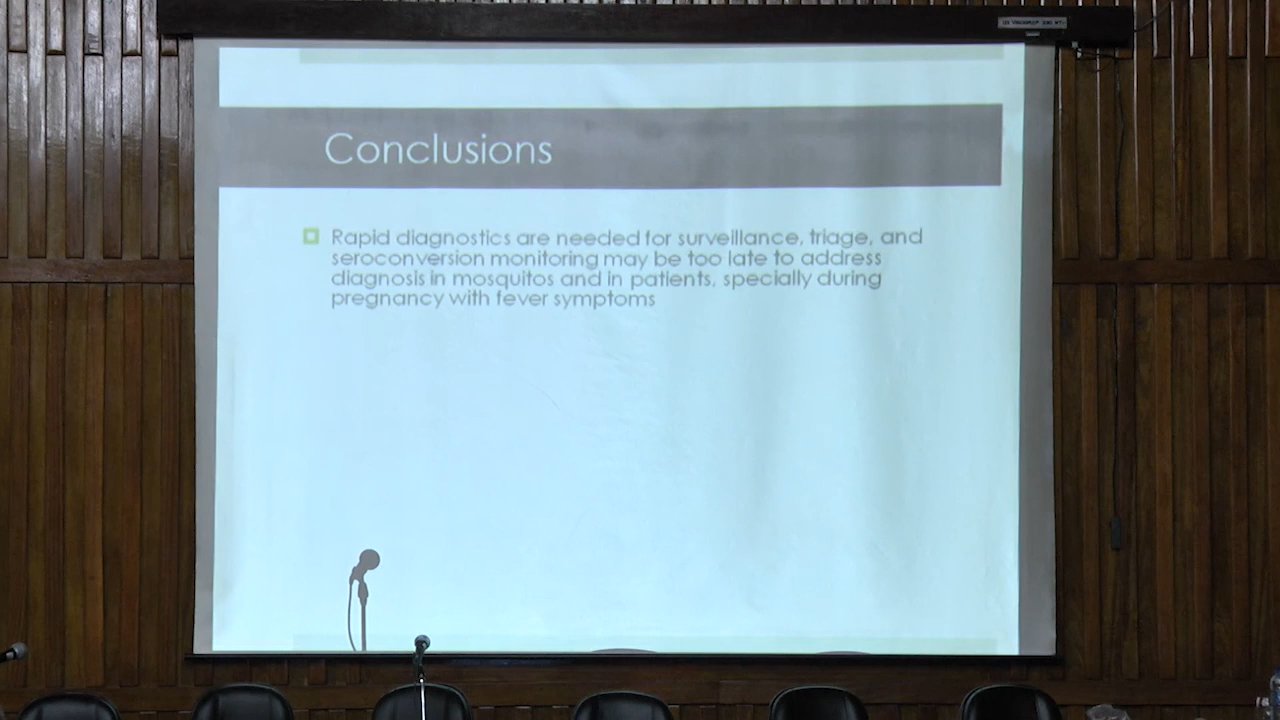 Conclusions
Rapid diagnostics are needed for surveillance, triage, and
seroconversion monitoring may be too late to address
diagnosis in mosquitos and in patients, specially during
pregnancy with fever symptoms